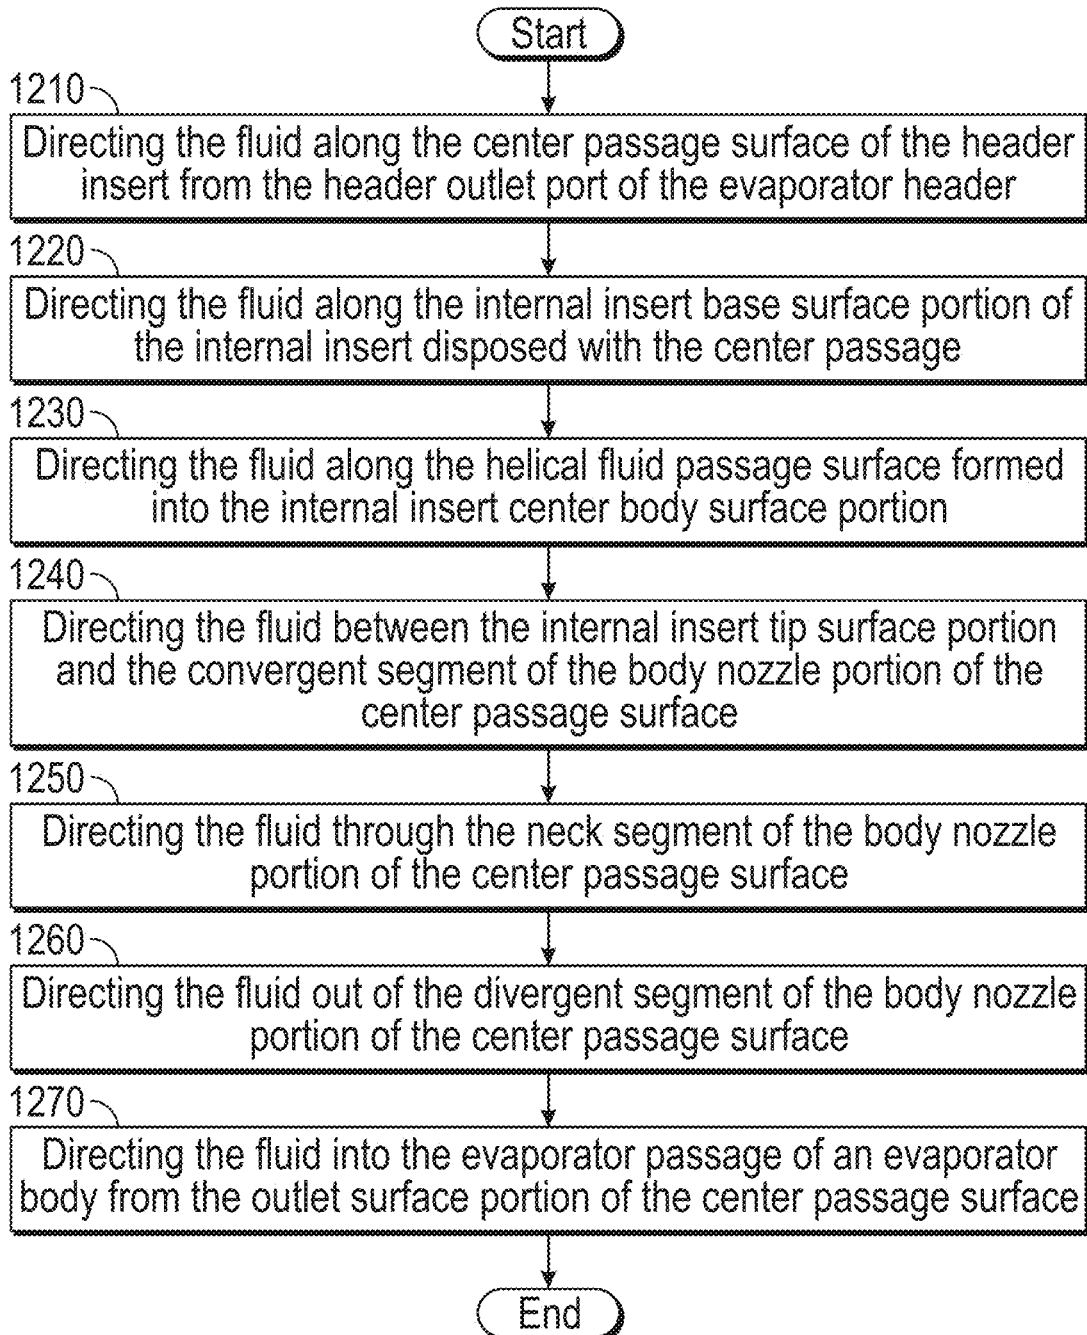 Start
1210
Directing the fluid along the center passage surface of the header
insert from the header outlet port of the evaporator header
1220
Directing the fluid along the internal insert base surface portion of
the internal insert disposed with the center passage
1230
Directing the fluid along the helical fluid passage surface formed
into the internal insert center body surface portion
1240
Directing the fluid between the internal insert tip surface portion
and the convergent segment of the body nozzle portion of the
center passage surface
1250
Directing the fluid through the neck segment of the body nozzle
portion of the center passage surface
1260
Directing the fluid out of the divergent segment of the body nozzle
portion of the center passage surface
1270
Directing the fluid into the evaporator passage of an evaporator
body from the outlet surface portion of the center passage surface
End